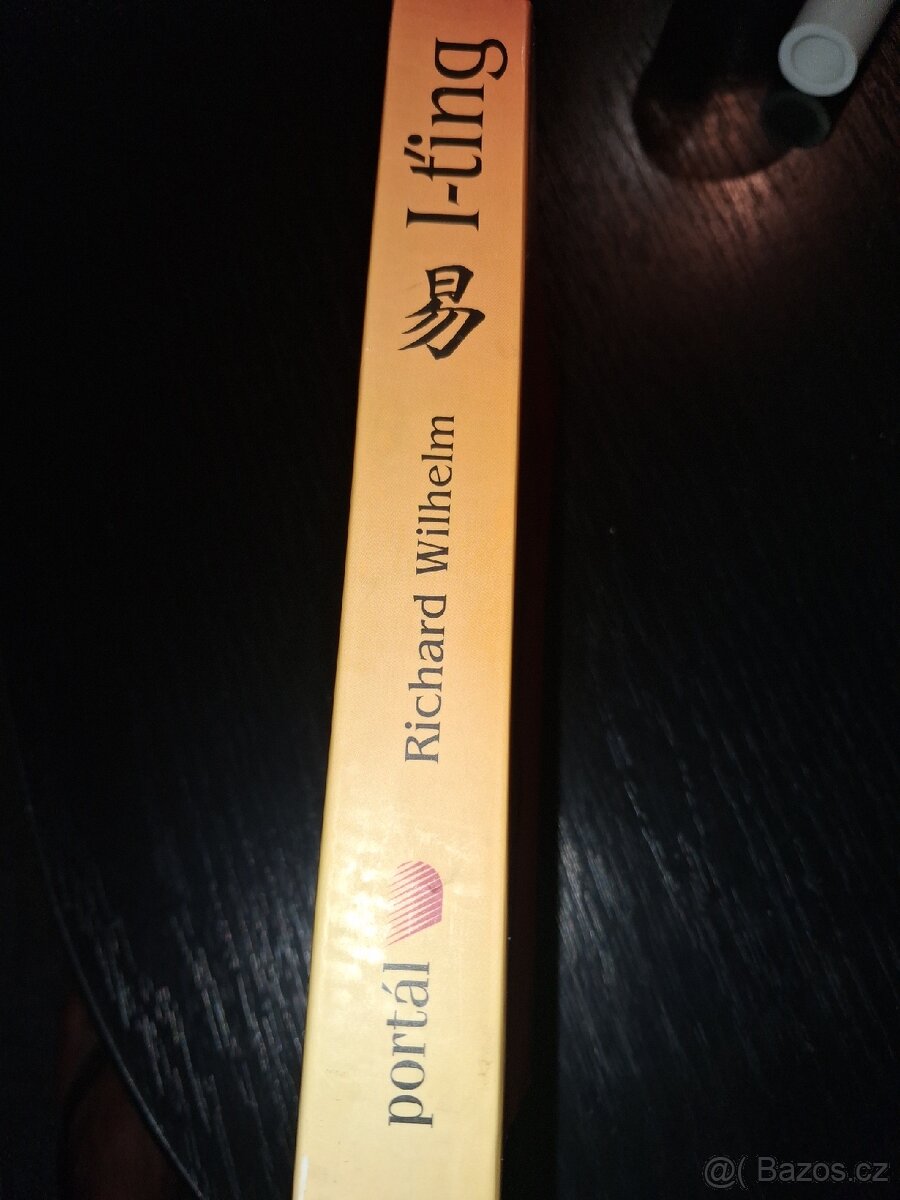 portál
Richard Wilhelm
易
I-ťing
@( Bazos.cz